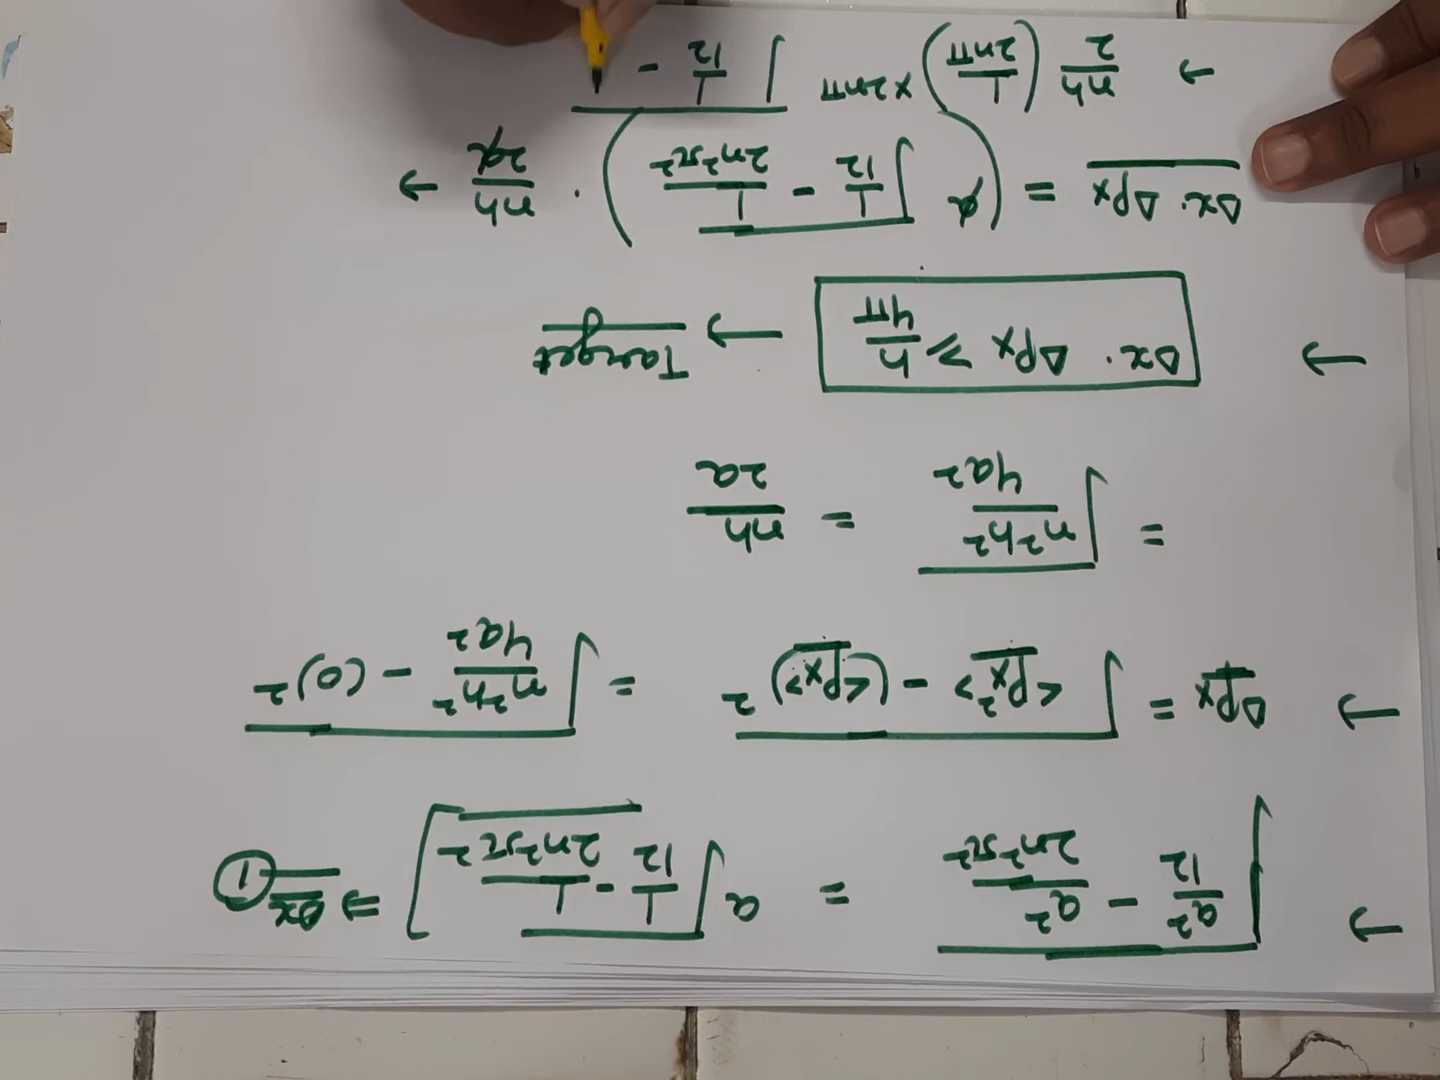 → √(a²/12 - a²/2n²π²) = a√(1/12 - 1/2n²π²) ⇒ Δx ①
→ Δpx = √(<px²> - (<px>)²) = √(n²h²/4a² - (0)²)
= √(n²h²/4a²) = nh/2a
→ Δx. Δpx ≥ h/4π → Target
Δx. Δpx = (a √(1/12 - 1/2n²π²)) . nh/2a →
→ nh/2 (1/2nπ) x2nπ √(1/12 -